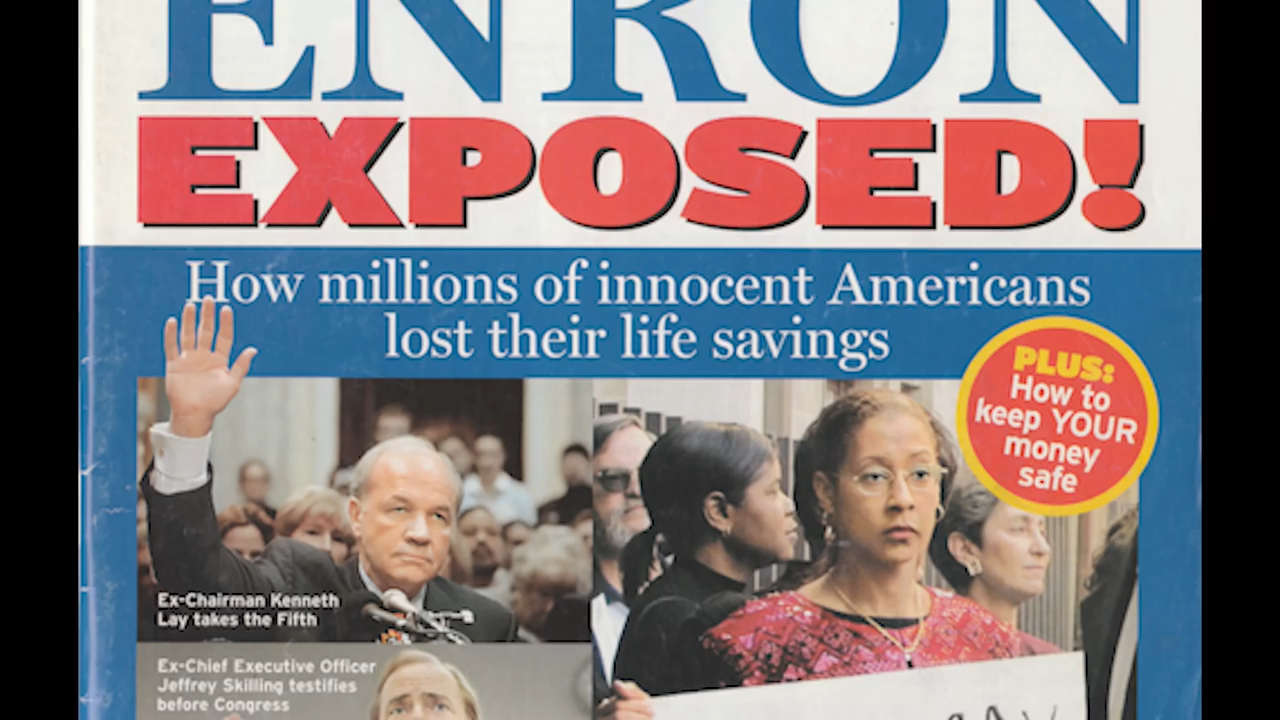 ENRON
EXPOSED!
How millions of innocent Americans
lost their life savings
PLUS:
How to
keep YOUR
money
safe
Ex-Chairman Kenneth
Lay takes the Fifth
Ex-Chief Executive Officer
Jeffrey Skilling testifies
before Congress